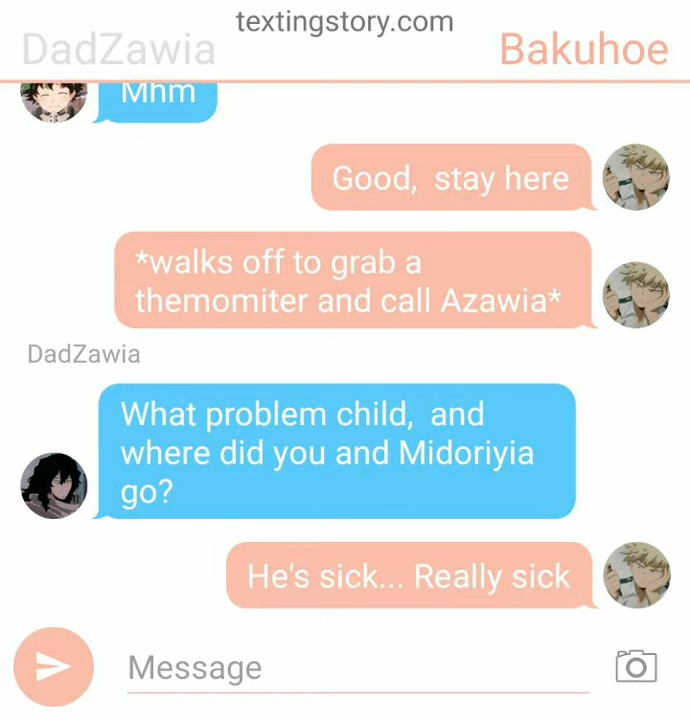 textingstory.com
DadZawia
Bakuhoe
Mhm
Good, stay here
*walks off to grab a
themomiter and call Azawia*
DadZawia
What problem child, and
where did you and Midoriyia
go?
He's sick... Really sick
Message